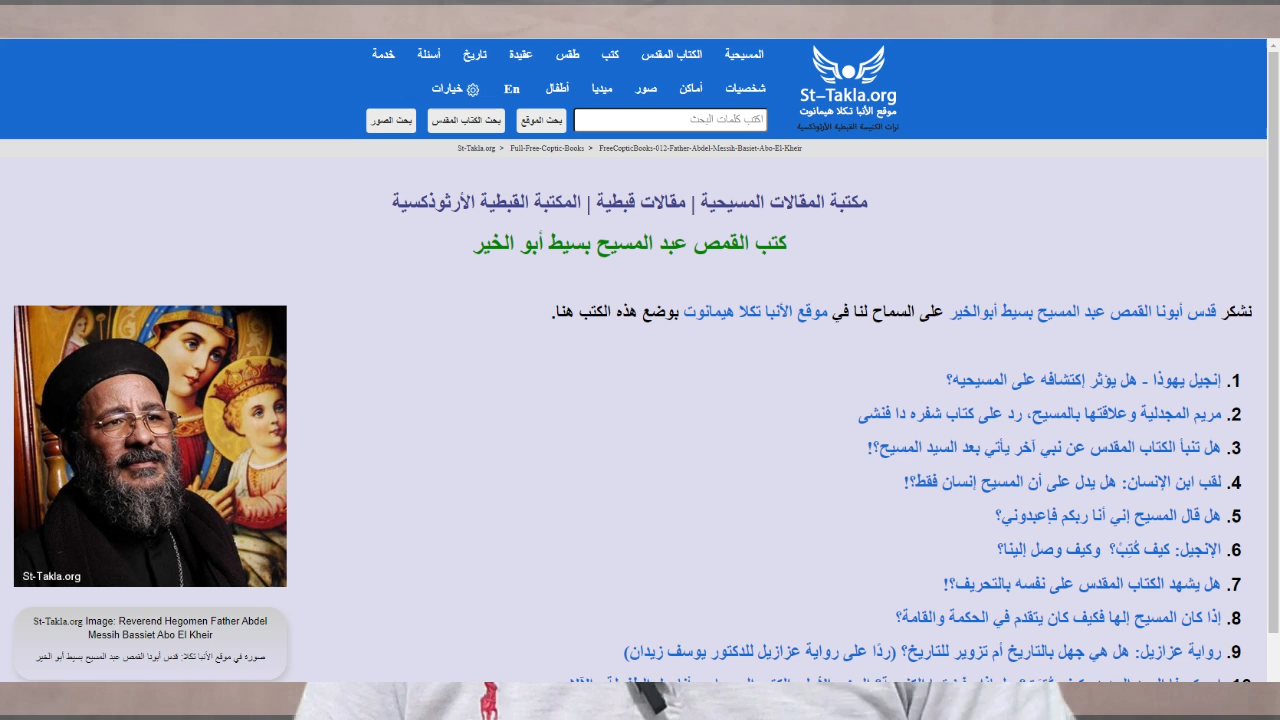 المسيحية الكتاب المقدس كتب طقس عقيدة تاريخ أسئلة خدمة
شخصيات أماكن صور ميديا أطفال En خيارات
اكتب كلمات البحث بحث الموقع بحث الكتاب المقدس بحث الصور
St-Takla.org
موقع الأنبا تكلا هيمانوت
تراث الكنيسة القبطية الأرثوذكسية
St-Takla.org > Full-Free-Coptic-Books > FreeCopticBooks-012-Father-Abdel-Messih-Basiet-Abo-El-Kheir
مكتبة المقالات المسيحية | مقالات قبطية | المكتبة القبطية الأرثوذكسية
كتب القمص عبد المسيح بسيط أبو الخير
نشكر قدس أبونا القمص عبد المسيح بسيط أبوالخير على السماح لنا في موقع الأنبا تكلا هيمانوت بوضع هذه الكتب هنا.
1. إنجيل يهوذا - هل يؤثر إكتشافه على المسيحيه؟
2. مريم المجدلية وعلاقتها بالمسيح، رد على كتاب شفره دا فنشى
3. هل تنبأ الكتاب المقدس عن نبي آخر يأتي بعد السيد المسيح؟!
4. لقب ابن الإنسان: هل يدل على أن المسيح إنسان فقط؟!
5. هل قال المسيح إني أنا ربكم فإعبدوني؟
6. الإنجيل: كيف كُتِبَ؟ وكيف وصل إلينا؟
7. هل يشهد الكتاب المقدس على نفسه بالتحريف؟!
8. إذا كان المسيح إلها فكيف كان يتقدم في الحكمة والقامة؟
9. رواية عزازيل: هل هي جهل بالتاريخ أم تزوير للتاريخ؟ (ردًا على رواية عزازيل للدكتور يوسف زيدان)
St-Takla.org
St-Takla.org Image: Reverend Hegomen Father Abdel
Messih Bassiet Abo El Kheir
صورة في موقع الأنبا تكلا: قدس أبونا القمص عبد المسيح بسيط أبو الخير